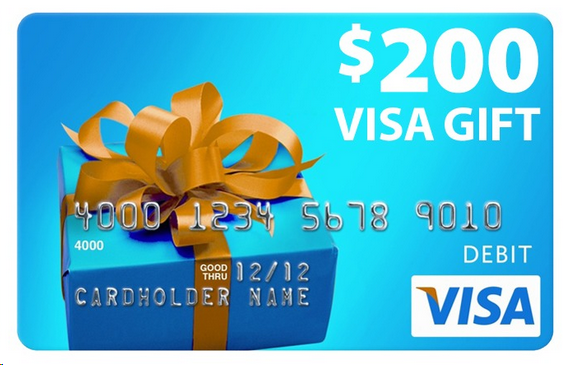 $200
VISA GIFT
4000 1234 5678 9010
4000
DEBIT
GOOD
THRU 12/12
CARDHOLDER NAME
VISA